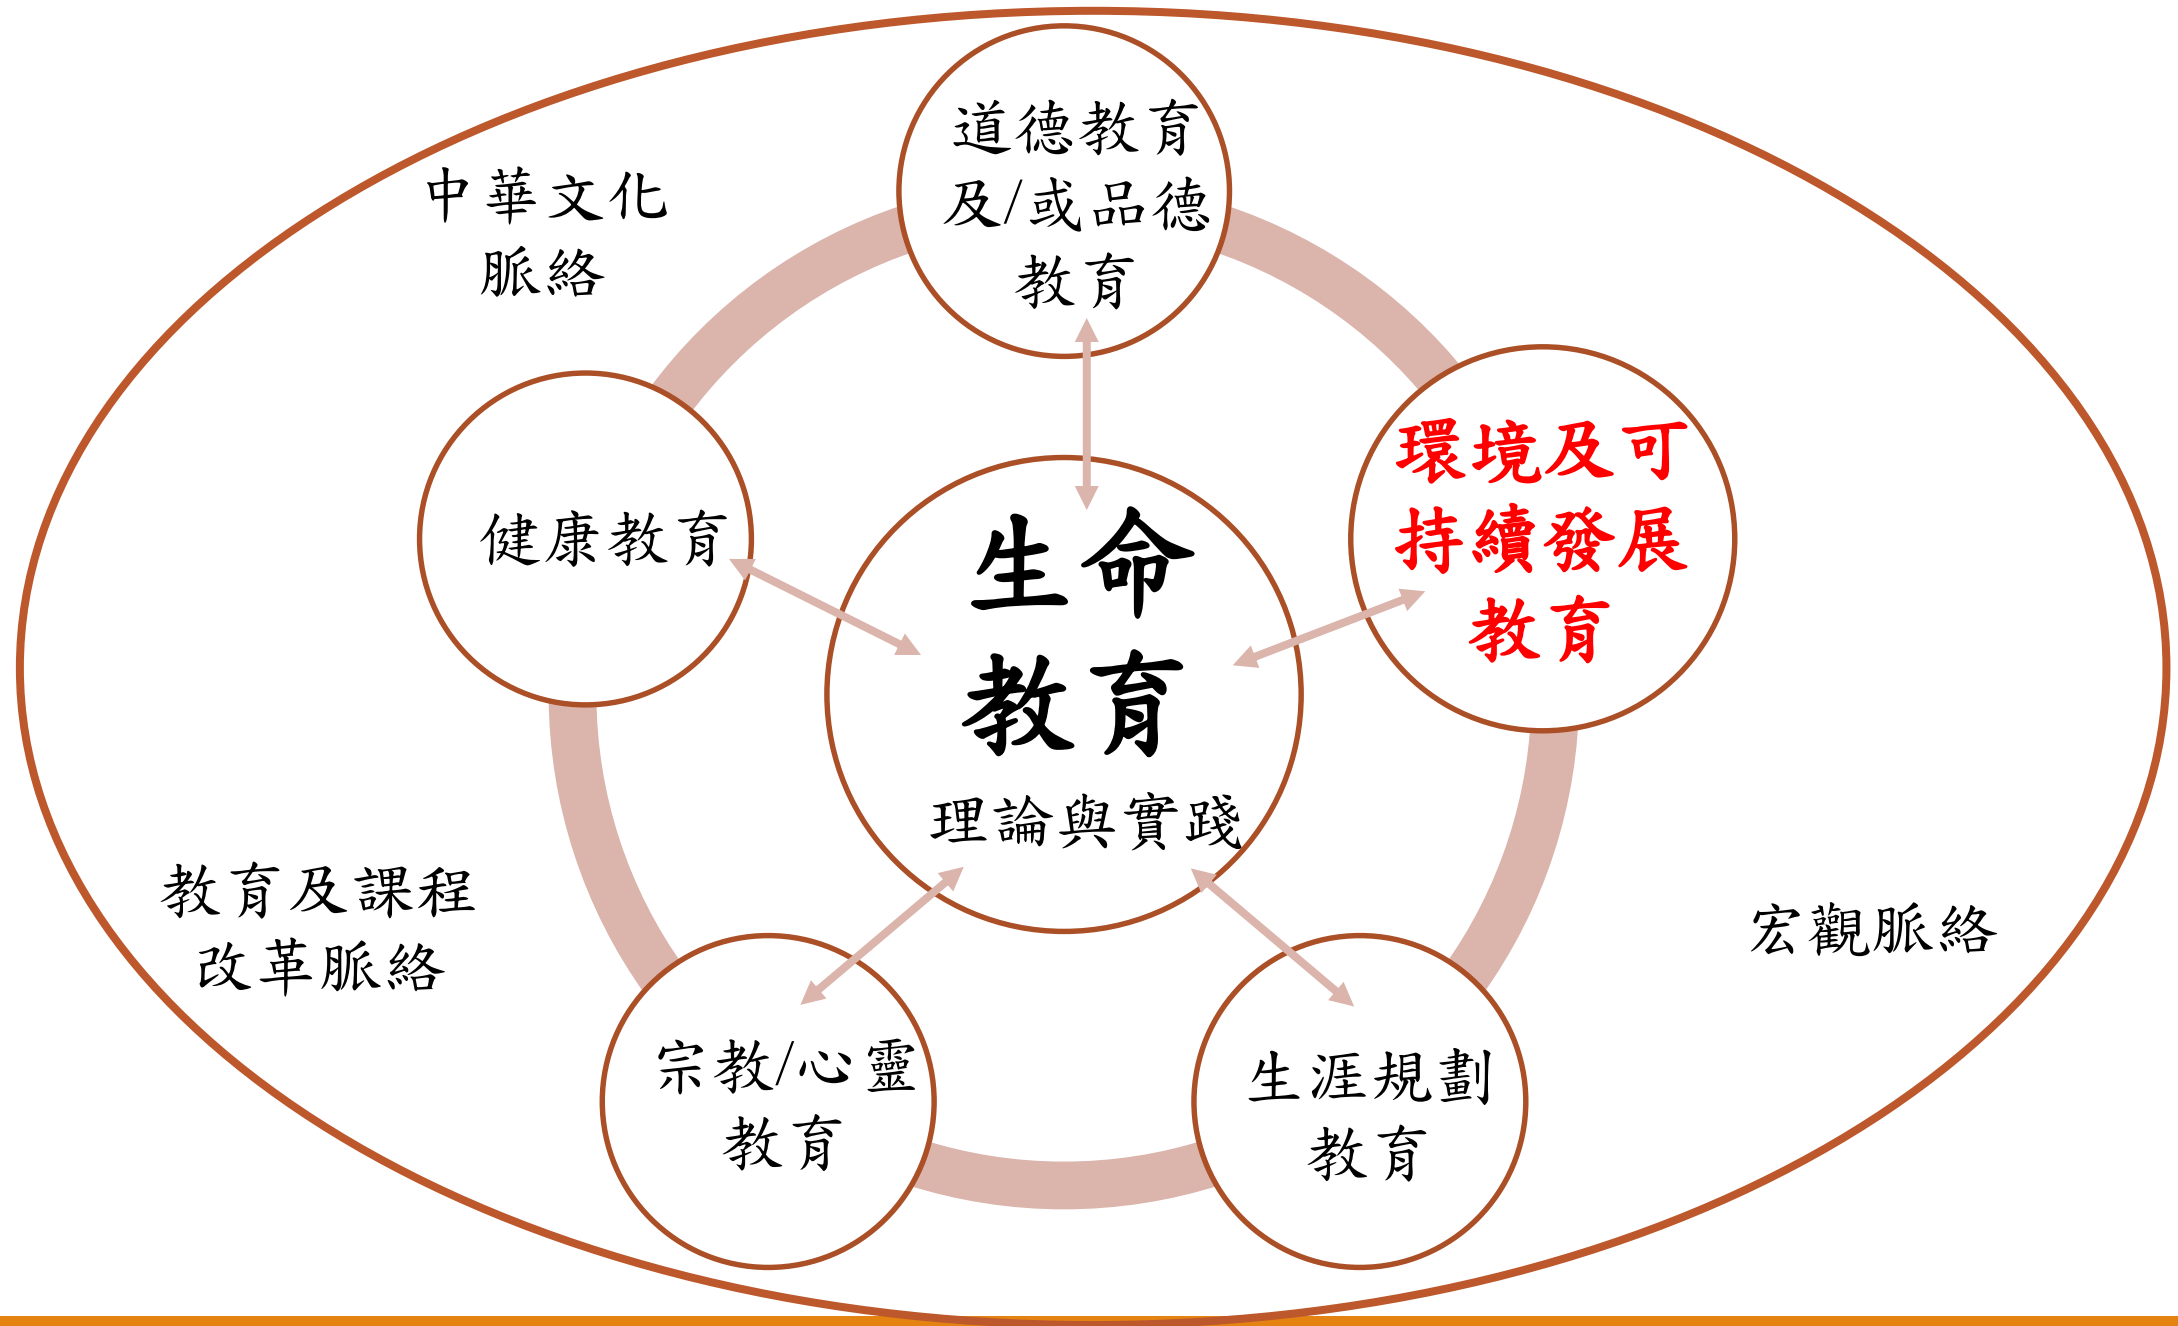 道德教育
及/或品德
教育
中華文化
脈絡
環境及可
持續發展
教育
健康教育
生命
教育
理論與實踐
教育及課程
改革脈絡
宏觀脈絡
宗教/心靈
教育
生涯規劃
教育